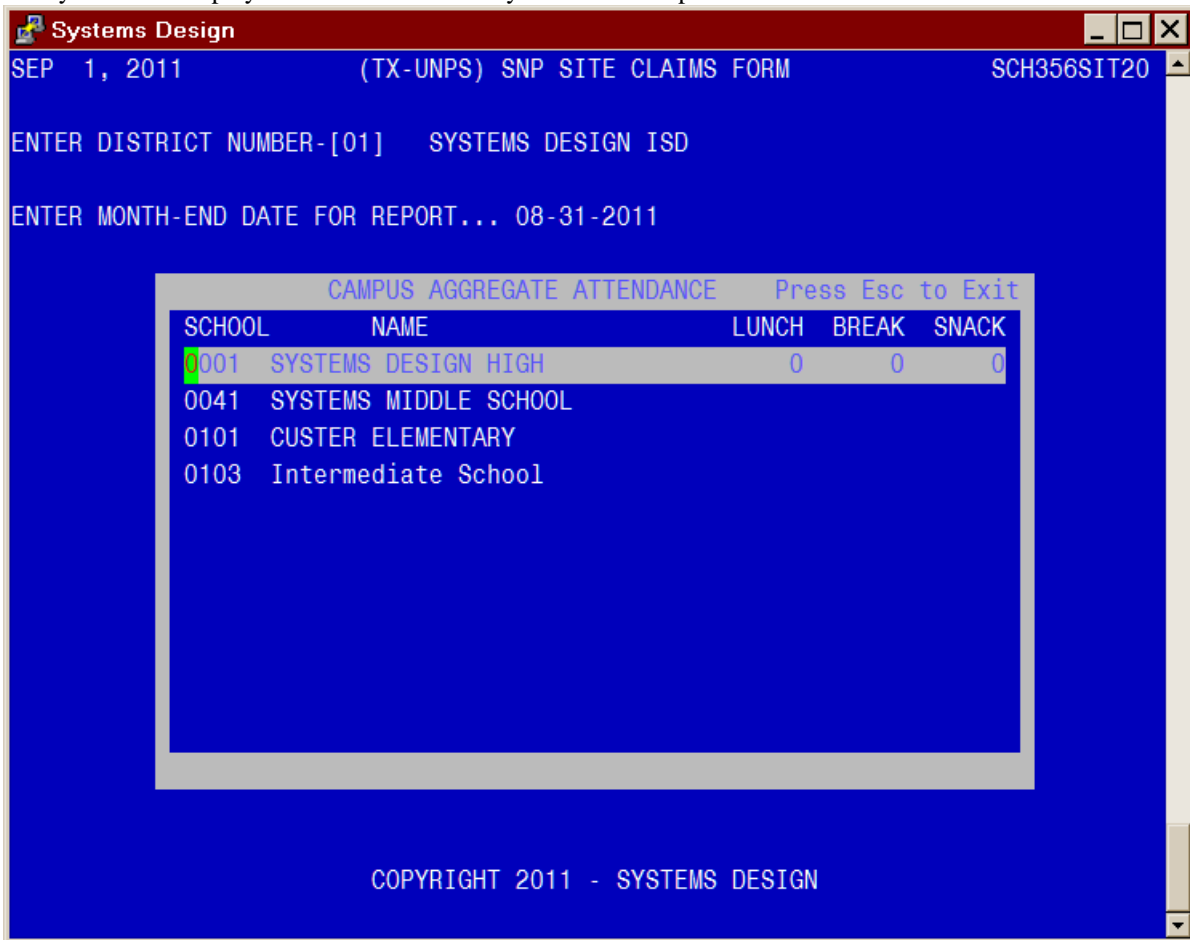 Systems Design
SEP 1, 2011 (TX-UNPS) SNP SITE CLAIMS FORM SCH356SIT20
ENTER DISTRICT NUMBER-[01] SYSTEMS DESIGN ISD
ENTER MONTH-END DATE FOR REPORT... 08-31-2011
CAMPUS AGGREGATE ATTENDANCE Press Esc to Exit
SCHOOL NAME LUNCH BREAK SNACK
0001 SYSTEMS DESIGN HIGH 0 0 0
0041 SYSTEMS MIDDLE SCHOOL
0101 CUSTER ELEMENTARY
0103 Intermediate School
COPYRIGHT 2011 - SYSTEMS DESIGN